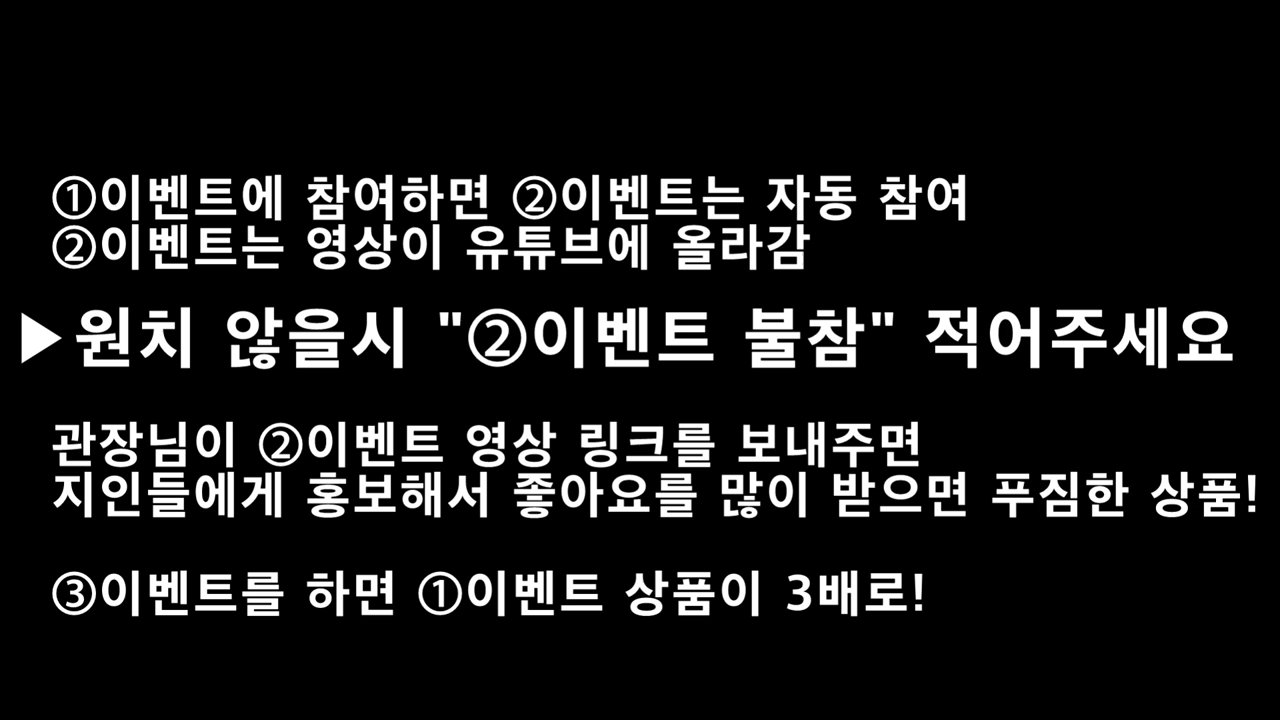 ①이벤트에 참여하면 ②이벤트는 자동 참여
②이벤트는 영상이 유튜브에 올라감
▶원치 않을시 "②이벤트 불참" 적어주세요
관장님이 ②이벤트 영상 링크를 보내주면
지인들에게 홍보해서 좋아요를 많이 받으면 푸짐한 상품!
③이벤트를 하면 ①이벤트 상품이 3배로!